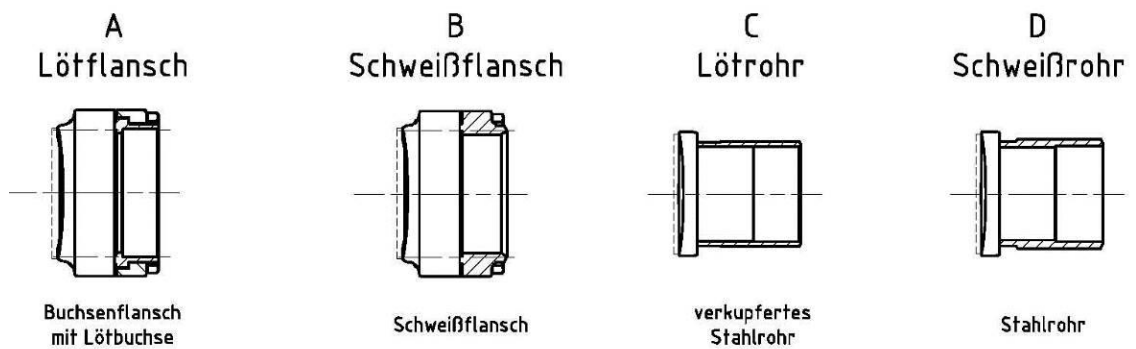 A
Lötflansch
B
Schweißflansch
C
Lötrohr
D
Schweißrohr
Buchsenflansch
mit Lötbuchse
Schweißflansch
verkupfertes
Stahlrohr
Stahlrohr